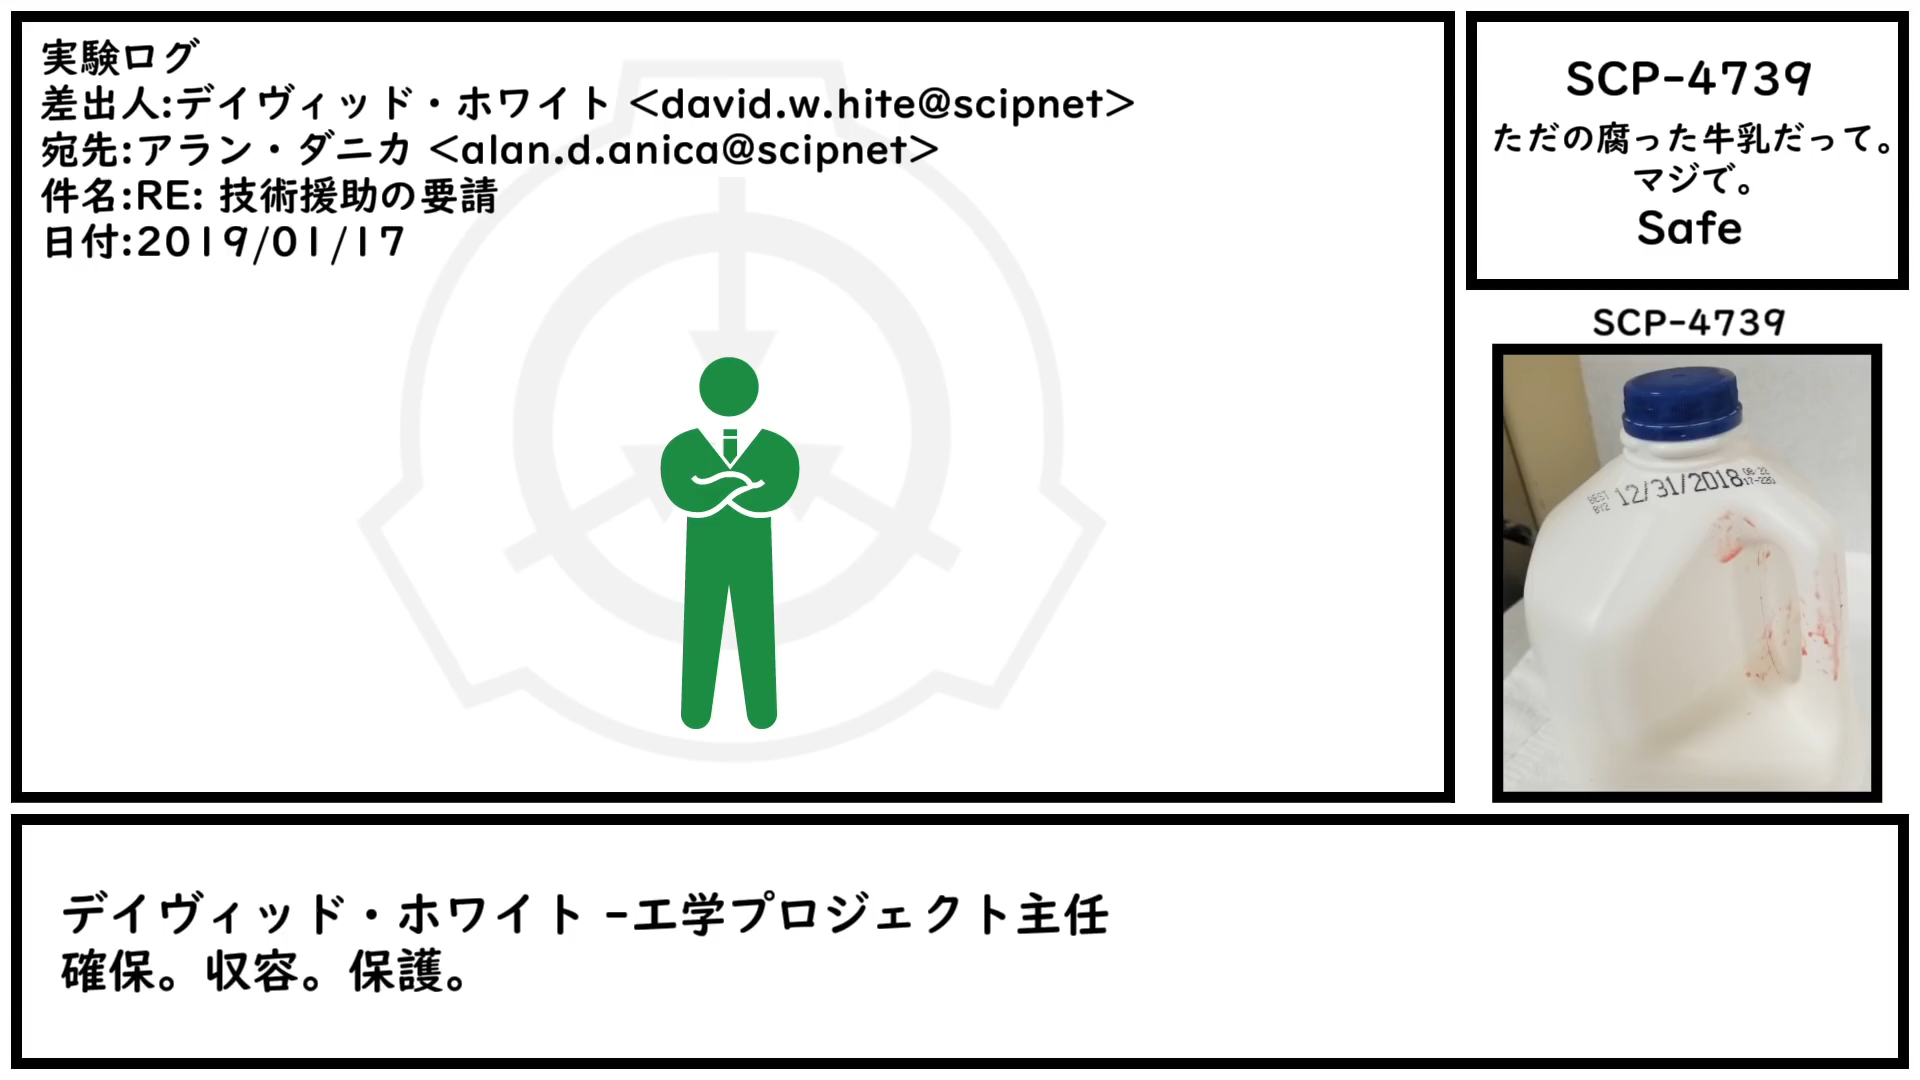 実験ログ
差出人:デイヴィッド・ホワイト <david.w.hite@scipnet>
宛先:アラン・ダニカ <alan.d.anica@scipnet>
件名:RE: 技術援助の要請
日付:2019/01/17
SCP-4739
ただの腐った牛乳だって。
マジで。
Safe
SCP-4739
BEST
BY2
12/31/2018
デイヴィッド・ホワイト -工学プロジェクト主任
確保。収容。保護。